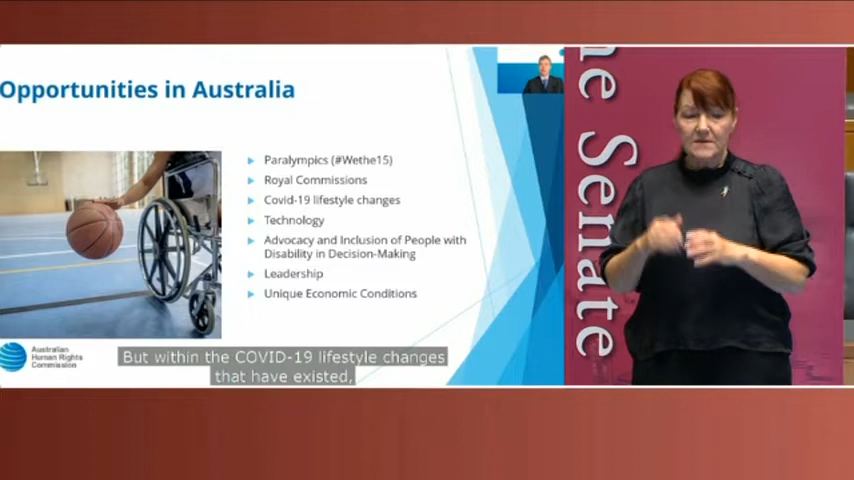 Opportunities in Australia
Paralympics (#Wethe15)
Royal Commissions
Covid-19 lifestyle changes
Technology
Advocacy and Inclusion of People with
Disability in Decision-Making
Leadership
Unique Economic Conditions
Australian
Human Rights
Commission
But within the COVID-19 lifestyle changes
that have existed,
he Senate